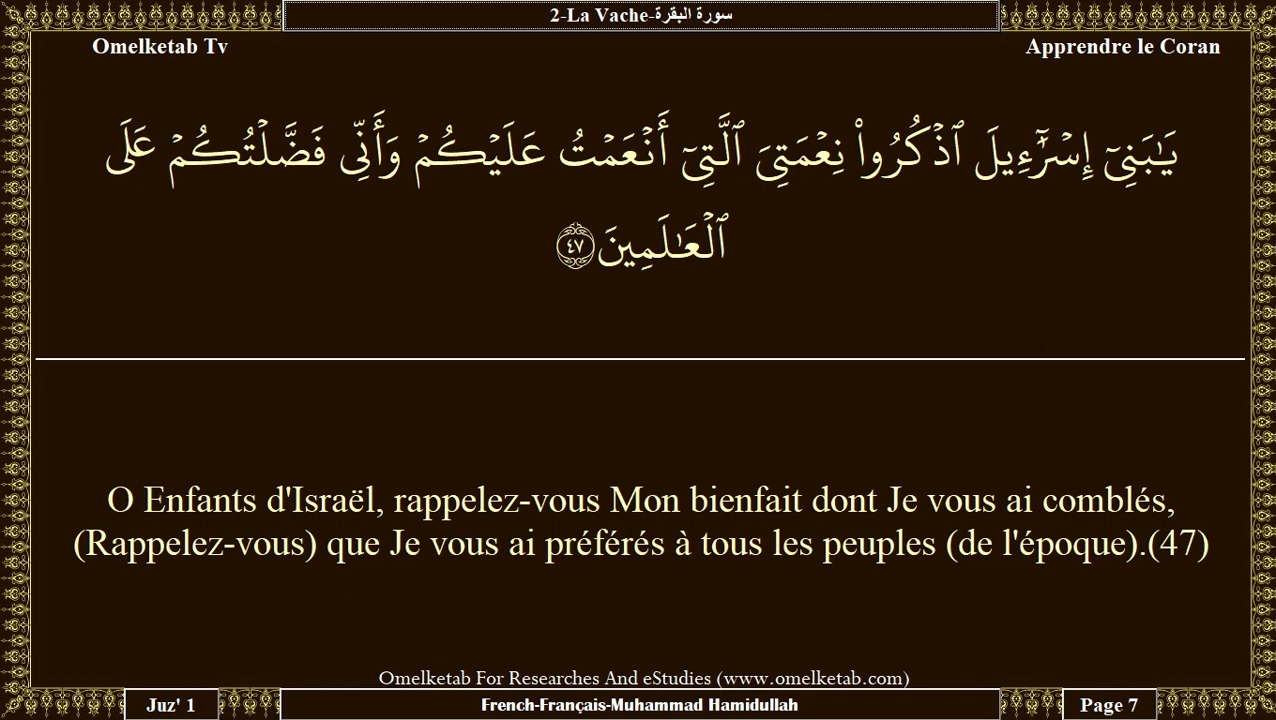 2-La Vache-سورة البقرة
Omelketab Tv
Apprendre le Coran
يَـٰبَنِىٓ إِسْرَٰٓءِيلَ ٱذْكُرُوا۟ نِعْمَتِىَ ٱلَّتِىٓ أَنْعَمْتُ عَلَيْكُمْ وَأَنِّى فَضَّلْتُكُمْ عَلَى
ٱلْعَـٰلَمِينَ ٤٧
O Enfants d'Israël, rappelez-vous Mon bienfait dont Je vous ai comblés,
(Rappelez-vous) que Je vous ai préférés à tous les peuples (de l'époque).(47)
Omelketab For Researches And eStudies (www.omelketab.com)
Juz' 1
French-Français-Muhammad Hamidullah
Page 7